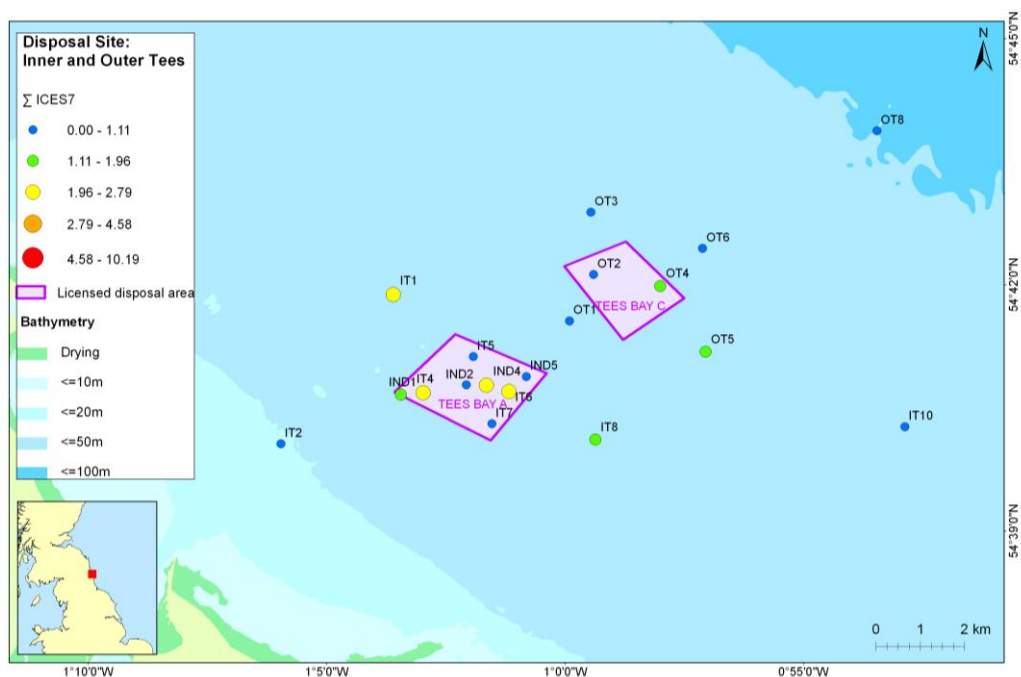 Disposal Site:
Inner and Outer Tees
∑ ICES7
0.00 - 1.11
1.11 - 1.96
1.96 - 2.79
2.79 - 4.58
4.58 - 10.19
Licensed disposal area
Bathymetry
Drying
<=10m
<=20m
<=50m
<=100m
N
OT8
OT3
OT6
OT2
OT4
TEES BAY C
IT1
OT1
OT5
IT5
IND1
IT4
IND2
IND4
IND5
IT6
TEES BAY A
IT7
IT2
IT8
IT10
54°45'0"N
54°42'0"N
54°39'0"N
0 1 2 km
1°10'0"W
1°5'0"W
1°0'0"W
0°55'0"W